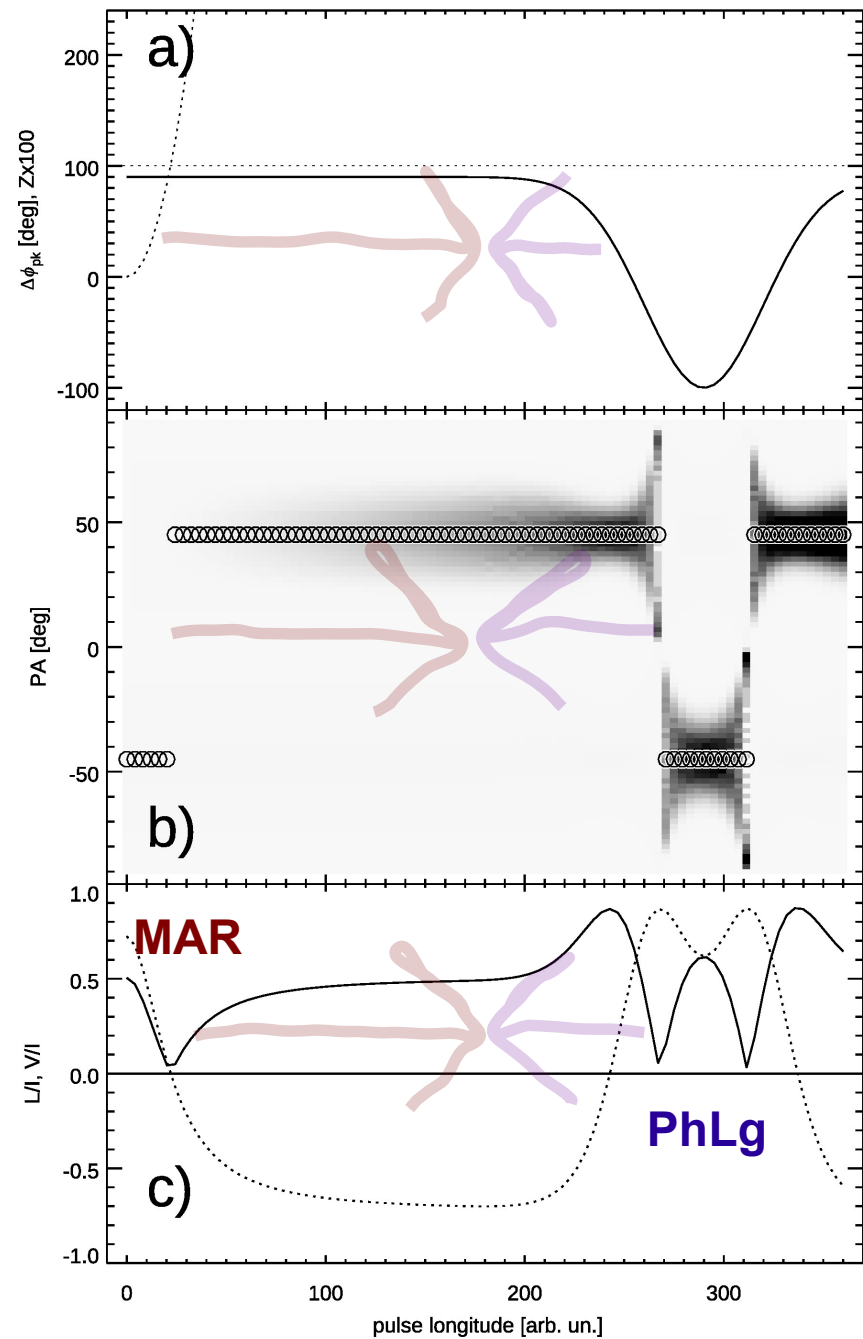 a)
200
100
0
-100
Δϕpk [deg], Zx100
b)
50
0
-50
PA [deg]
MAR
PhLg
c)
1.0
0.5
0.0
-0.5
-1.0
L/I, V/I
0 100 200 300
pulse longitude [arb. un.]